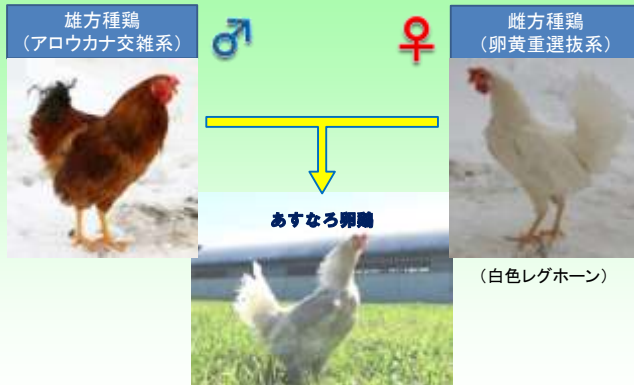 雄方種鶏
（アロウカナ交雑系）
♂
♀
雌方種鶏
（卵黄重選抜系）
あすなろ卵鶏
（白色レグホーン）